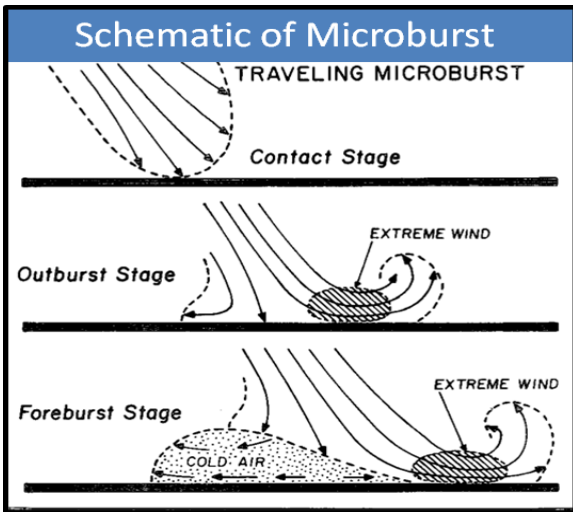 Schematic of Microburst
TRAVELING MICROBURST
Contact Stage
EXTREME WIND
Outburst Stage
EXTREME WIND
Foreburst Stage
COLD AIR